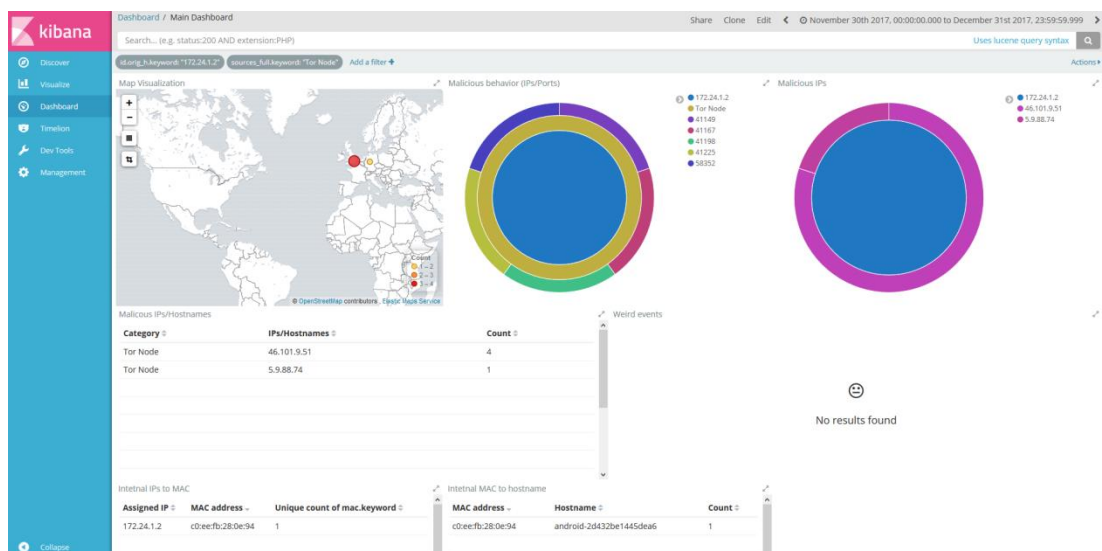 kibana
Discover
Visualize
Dashboard
Timelion
Dev Tools
Management
Collapse
Dashboard / Main Dashboard
Share Clone Edit November 30th 2017, 00:00:00.000 to December 31st 2017, 23:59:59.999
Search... (e.g. status:200 AND extension:PHP) Uses lucene query syntax
id.orig_h.keyword: "172.24.1.2" sources_full.keyword: "Tor Node" Add a filter + Actions
Map Visualization
+
−
Count
1 – 2
2 – 3
3 – 4
© OpenStreetMap contributors , Elastic Maps Service
Malicious behavior (IPs/Ports)
172.24.1.2
Tor Node
41149
41167
41198
41225
58352
Malicious IPs
172.24.1.2
46.101.9.51
5.9.88.74
Malicous IPs/Hostnames
Category IPs/Hostnames Count
Tor Node 46.101.9.51 4
Tor Node 5.9.88.74 1
Weird events
No results found
Intetnal IPs to MAC
Assigned IP MAC address Unique count of mac.keyword
172.24.1.2 c0:ee:fb:28:0e:94 1
Intetnal MAC to hostname
MAC address Hostname Count
c0:ee:fb:28:0e:94 android-2d432be1445dea6 1